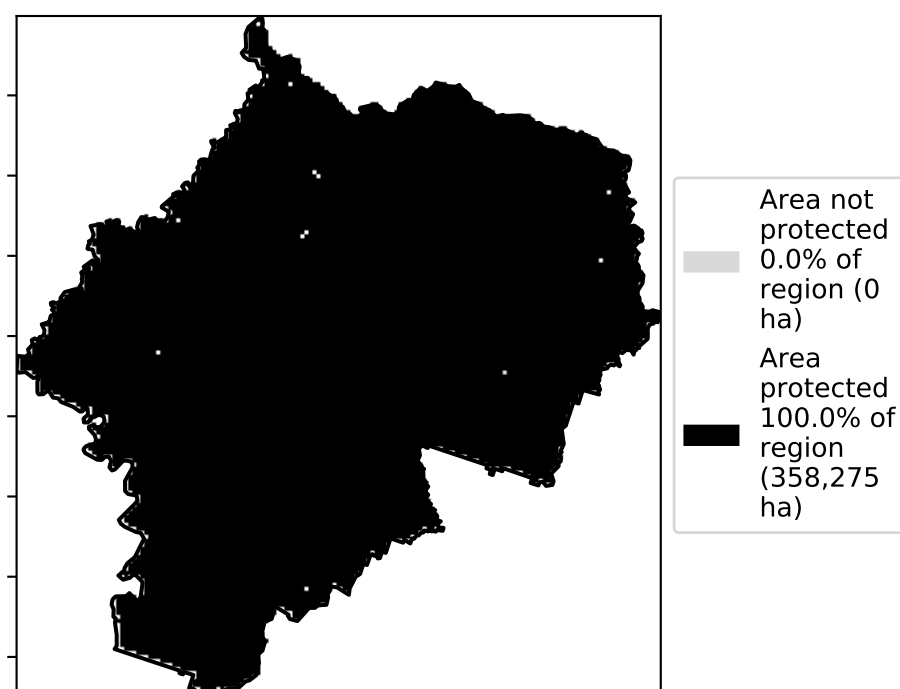 Area not
protected
0.0% of
region (0
ha)
Area
protected
100.0% of
region
(358,275
ha)